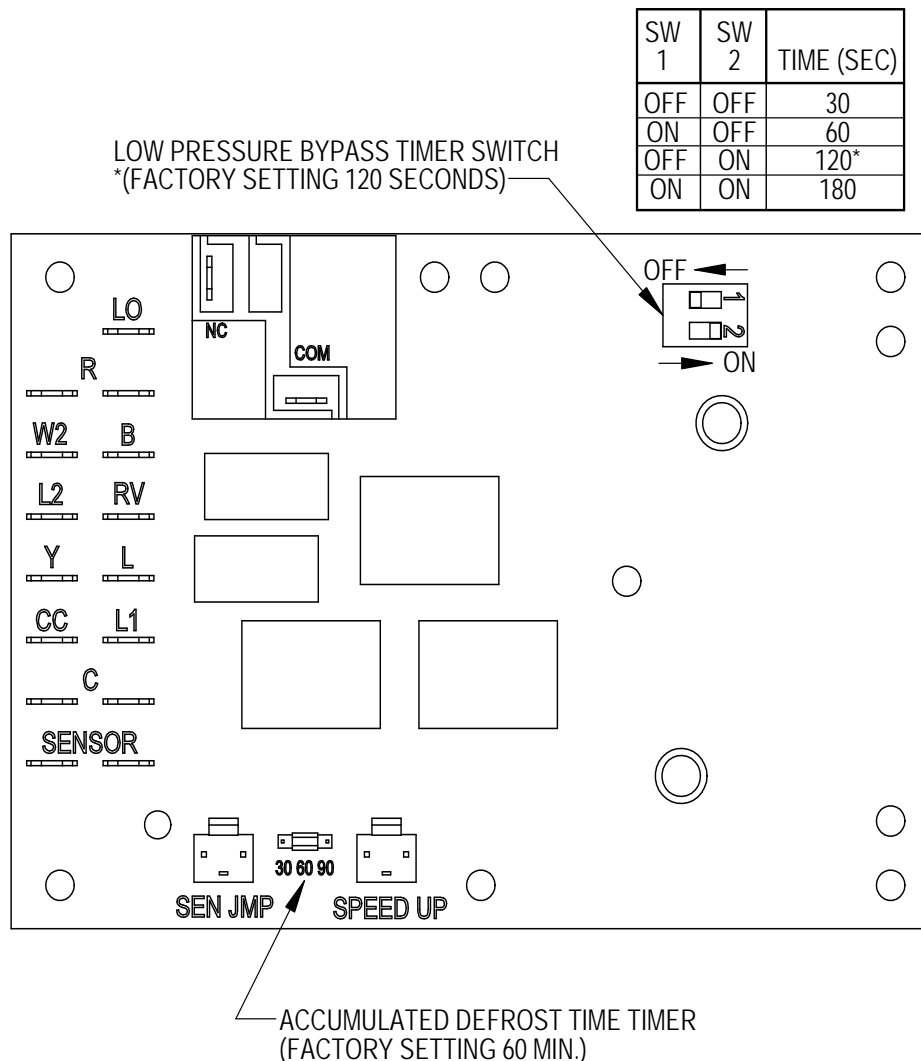 SW 1 SW 2 TIME (SEC)
OFF OFF 30
ON OFF 60
OFF ON 120*
ON ON 180
LOW PRESSURE BYPASS TIMER SWITCH
*(FACTORY SETTING 120 SECONDS)
OFF
1
2
ON
NC
COM
LO
R
W2 B
L2 RV
Y L
CC L1
C
SENSOR
30 60 90
SEN JMP
SPEED UP
ACCUMULATED DEFROST TIME TIMER
(FACTORY SETTING 60 MIN.)